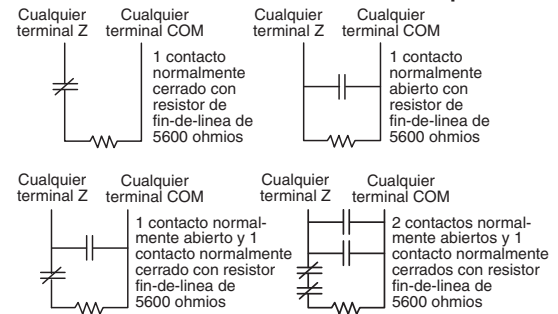 Cualquier
terminal Z
Cualquier
terminal COM
1 contacto
normalmente
cerrado con
resistor de
fin-de-linea de
5600 ohmios
Cualquier
terminal Z
Cualquier
terminal COM
1 contacto
normalmente
abierto con
resistor de
fin-de-linea de
5600 ohmios
Cualquier
terminal Z
Cualquier
terminal COM
1 contacto normal-
mente abierto y 1
contacto normalmente
cerrado con resistor
fin-de-linea de
5600 ohmios
Cualquier
terminal Z
Cualquier
terminal COM
2 contactos normal-
mente abiertos y 1
contacto normalmente
cerrados con resistor
fin-de-linea de
5600 ohmios